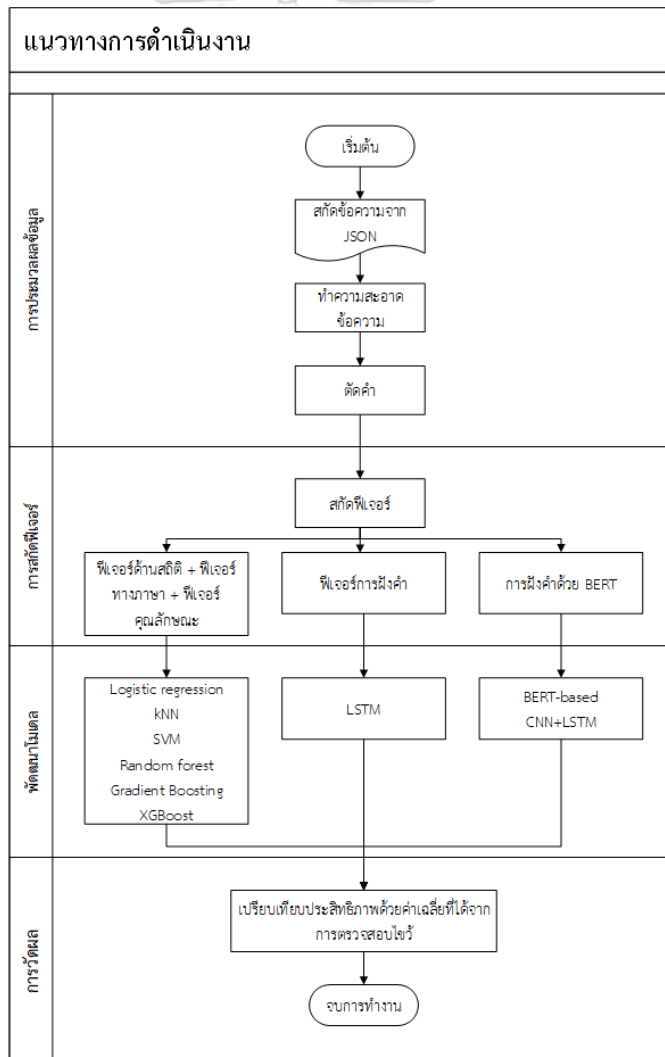 แนวทางการดำเนินงาน
การประมวลผลข้อมูล
เริ่มต้น
สกัดข้อความจาก
JSON
ทำความสะอาด
ข้อความ
ตัดคำ
การสกัดฟีเจอร์
สกัดฟีเจอร์
ฟีเจอร์ด้านสถิติ + ฟีเจอร์
ทางภาษา + ฟีเจอร์
คุณลักษณะ
ฟีเจอร์การฝังคำ
การฝังคำด้วย BERT
พัฒนาโมเดล
Logistic regression
kNN
SVM
Random forest
Gradient Boosting
XGBoost
LSTM
BERT-based
CNN+LSTM
การวัดผล
เปรียบเทียบประสิทธิภาพด้วยค่าเฉลี่ยที่ได้จาก
การตรวจสอบไขว้
จบการทำงาน